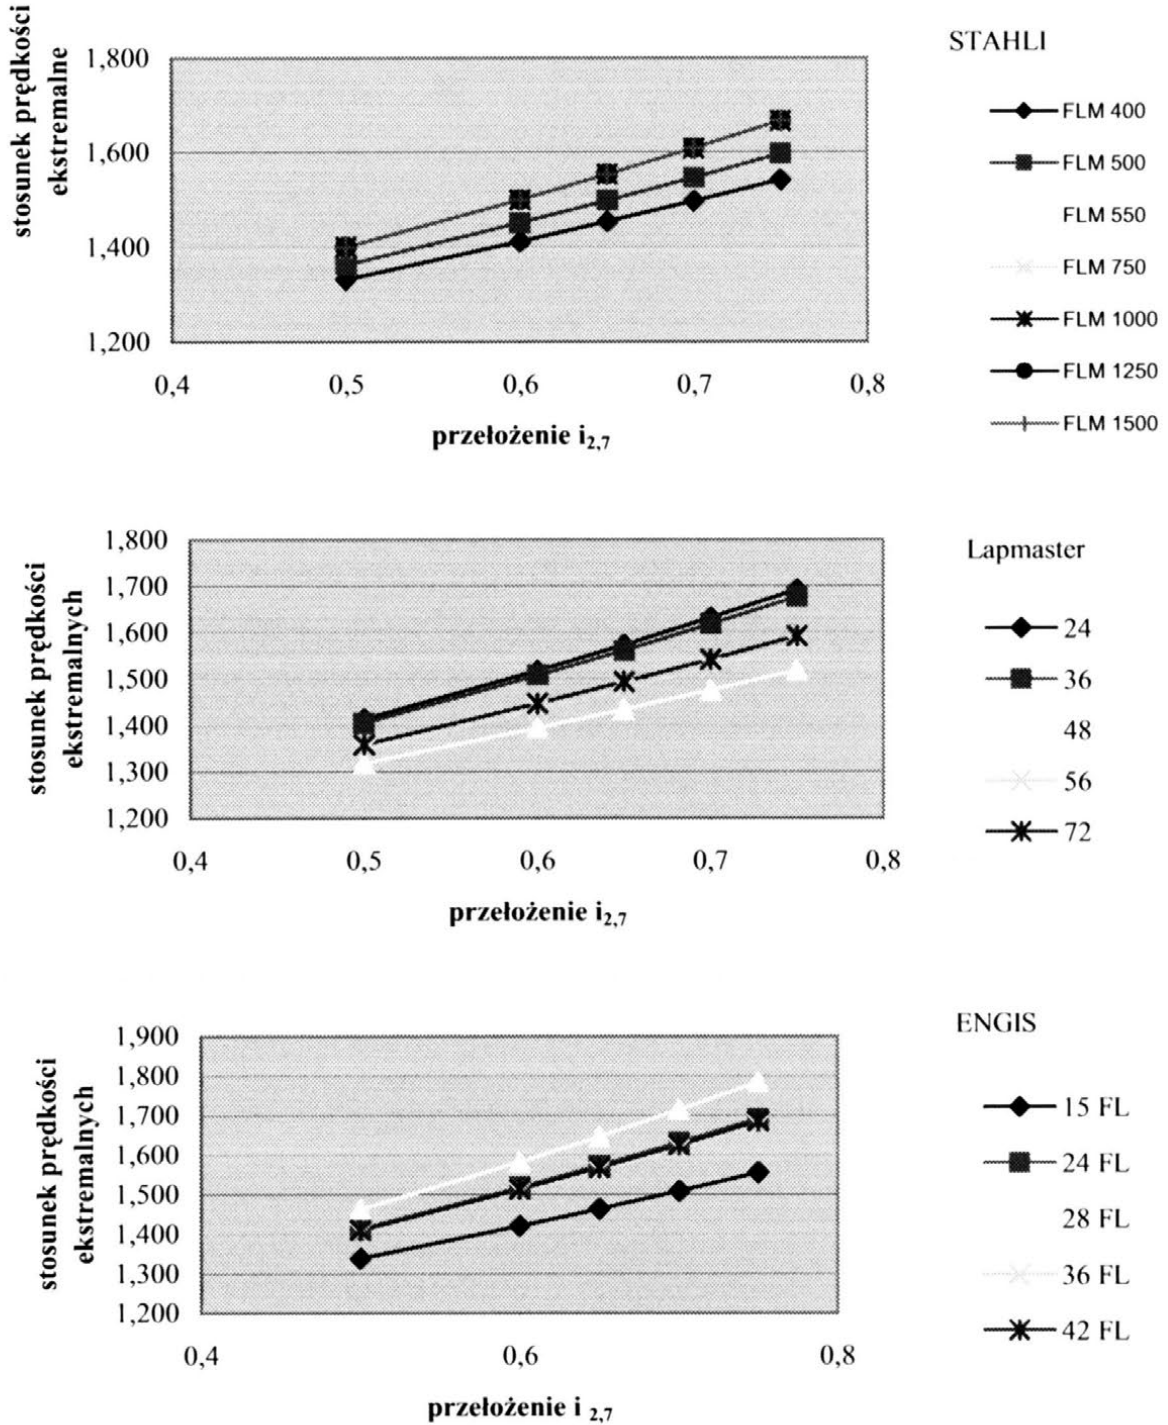 stosunek prędkości
ekstremalne
1,800
1,600
1,400
1,200
0,4 0,5 0,6 0,7 0,8
przełożenie i2,7
STAHLI
FLM 400
FLM 500
FLM 550
FLM 750
FLM 1000
FLM 1250
FLM 1500
stosunek prędkości
ekstremalnych
1,800
1,700
1,600
1,500
1,400
1,300
1,200
0,4 0,5 0,6 0,7 0,8
przełożenie i2,7
Lapmaster
24
36
48
56
72
stosunek prędkości
ekstremalnych
1,900
1,800
1,700
1,600
1,500
1,400
1,300
1,200
0,4 0,6 0,8
przełożenie i 2,7
ENGIS
15 FL
24 FL
28 FL
36 FL
42 FL